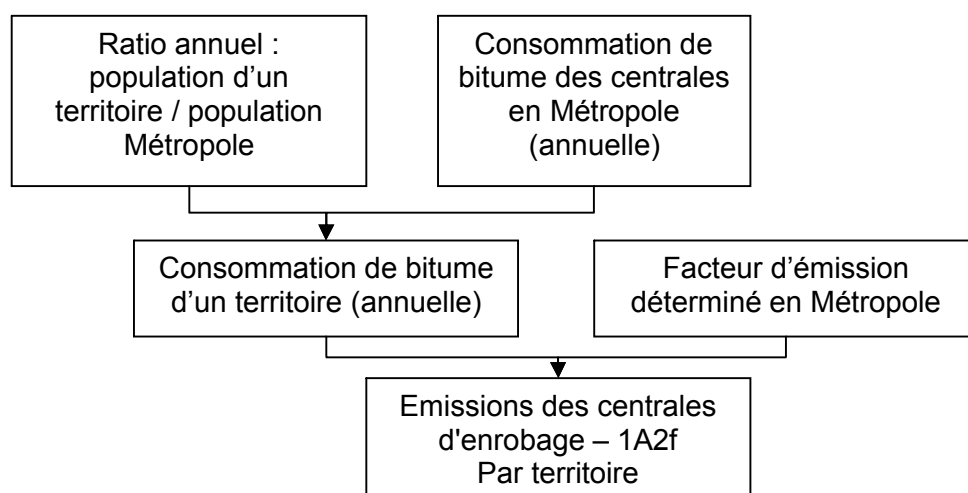 Ratio annuel :
population d’un
territoire / population
Métropole
Consommation de
bitume des centrales
en Métropole
(annuelle)
Consommation de bitume
d’un territoire (annuelle)
Facteur d’émission
déterminé en Métropole
Emissions des centrales
d'enrobage – 1A2f
Par territoire